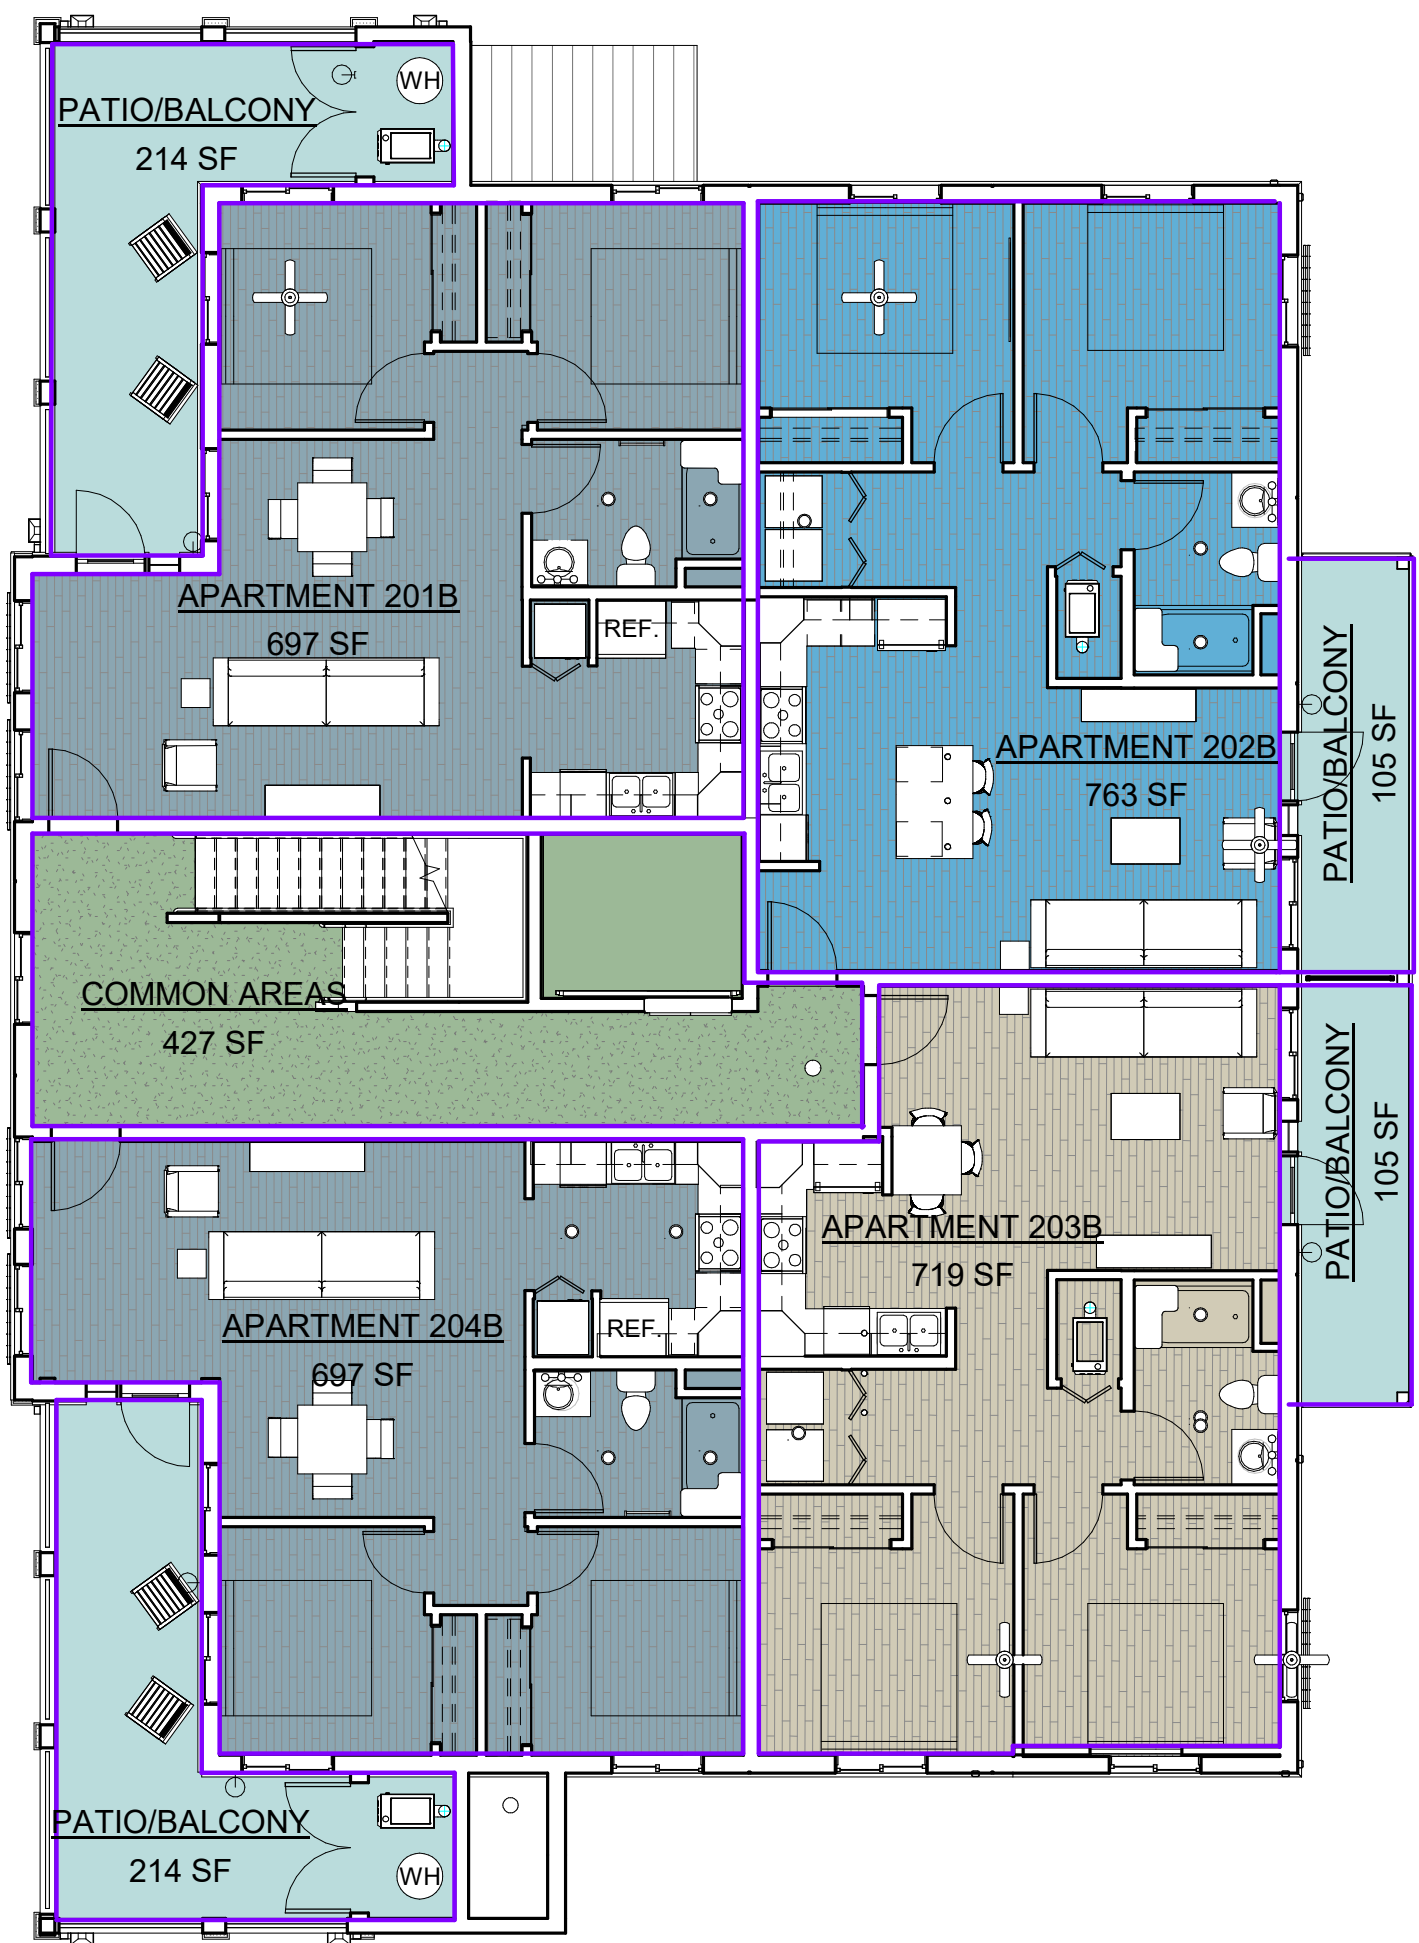 PATIO/BALCONY
214 SF
WH
APARTMENT 201B
697 SF
REF.
APARTMENT 202B
763 SF
PATIO/BALCONY
105 SF
COMMON AREAS
427 SF
PATIO/BALCONY
105 SF
APARTMENT 203B
719 SF
APARTMENT 204B
697 SF
REF.
PATIO/BALCONY
214 SF
WH